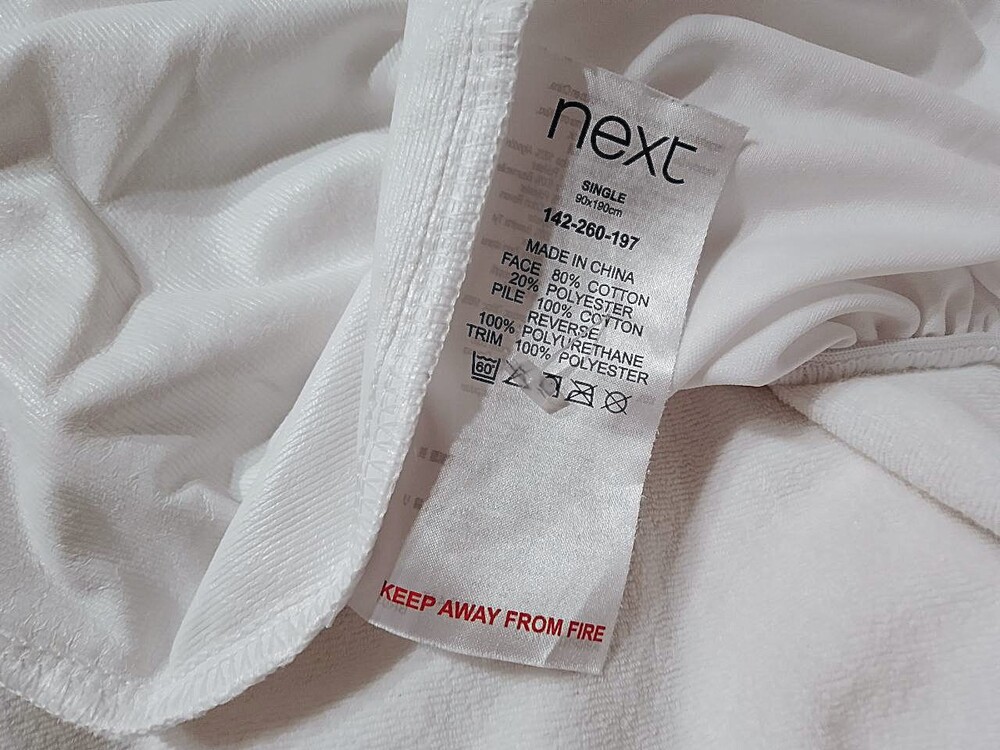 next
SINGLE
90x190cm
142-260-197
MADE IN CHINA
FACE 80% COTTON
20% POLYESTER
PILE 100% COTTON
REVERSE
100% POLYURETHANE
TRIM 100% POLYESTER
60°
KEEP AWAY FROM FIRE